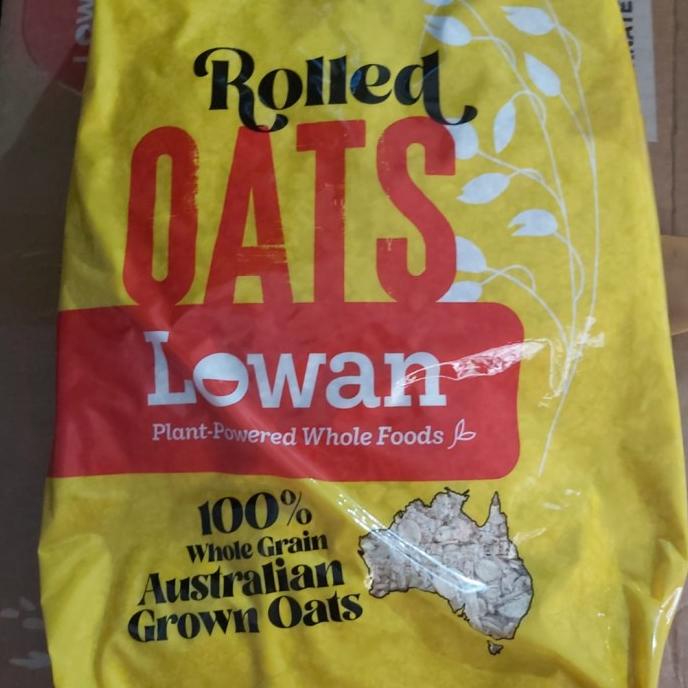 Rolled
OATS
Lowan
Plant-Powered Whole Foods
100%
Whole Grain
Australian
Grown Oats